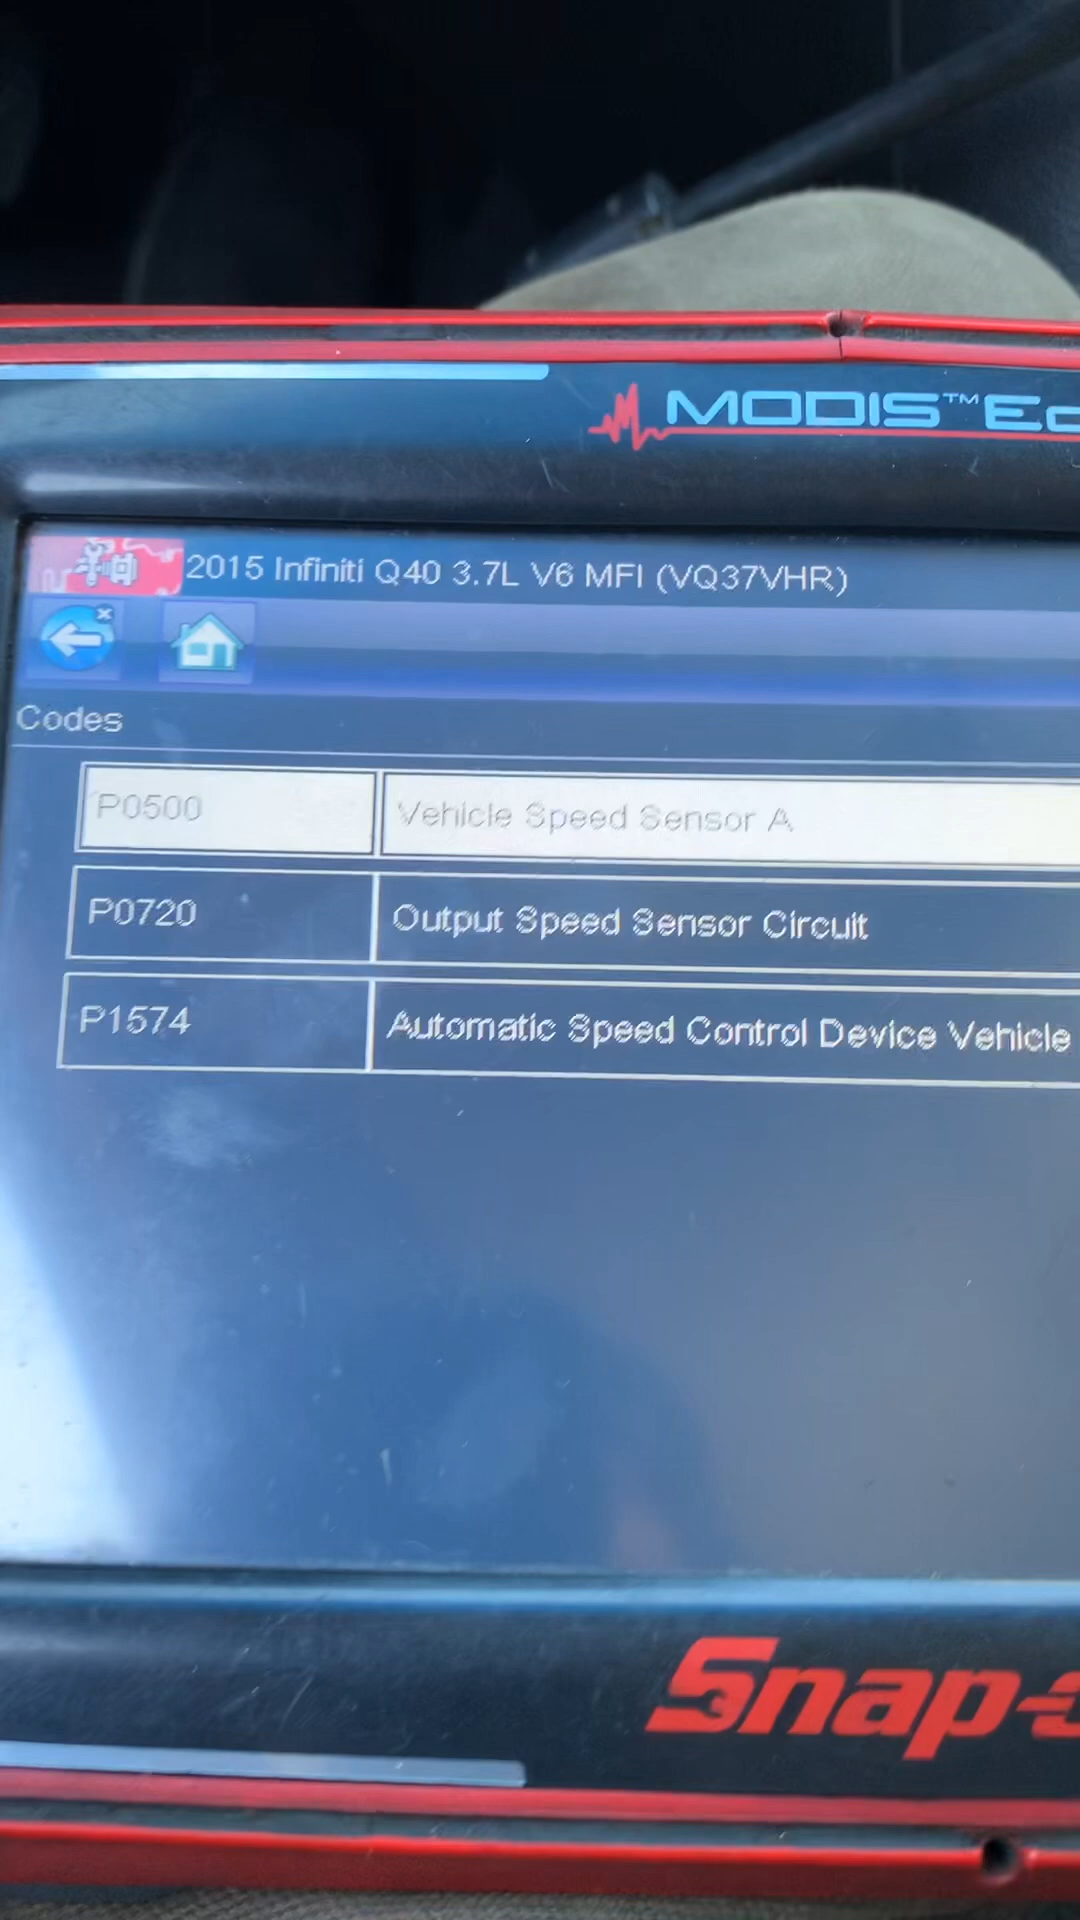 MODIS™ Ed
2015 Infiniti Q40 3.7L V6 MFI (VQ37VHR)
Codes
P0500 Vehicle Speed Sensor A
P0720 Output Speed Sensor Circuit
P1574 Automatic Speed Control Device Vehicle
Snap-o